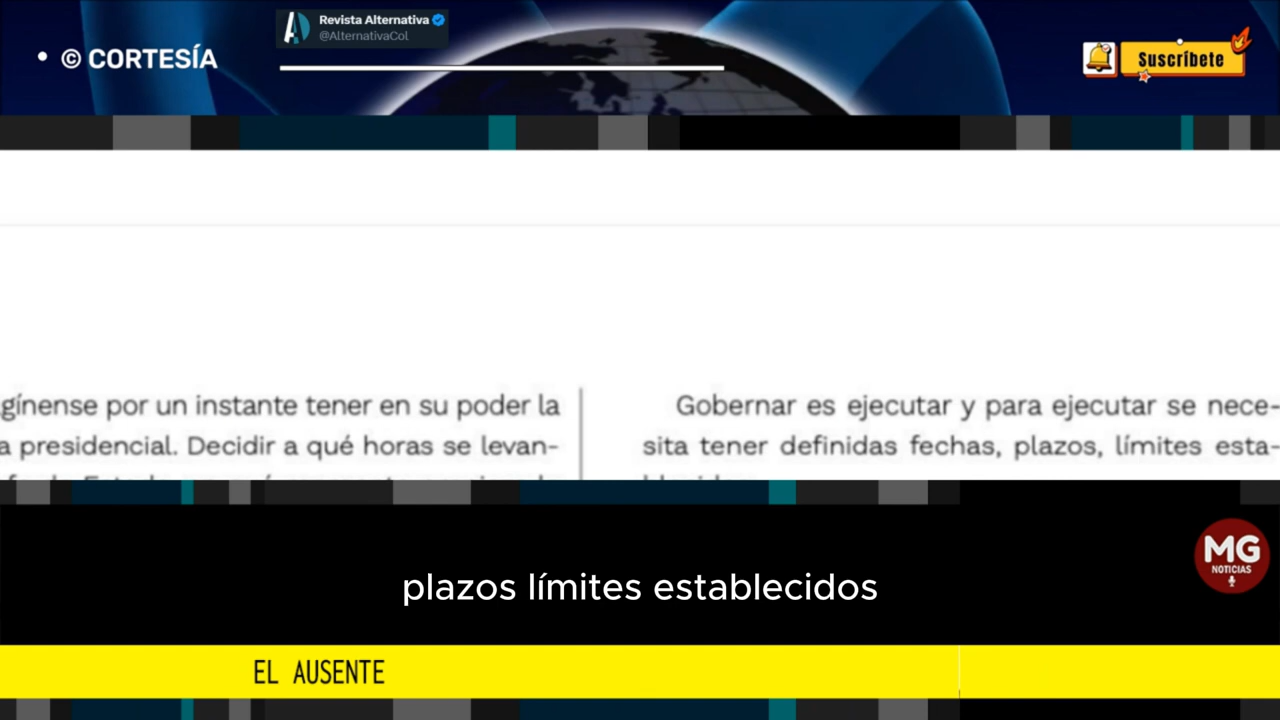 Revista Alternativa
@AlternativaCol
• © CORTESÍA
Suscríbete
gínense por un instante tener en su poder la
a presidencial. Decidir a qué horas se levan-
Gobernar es ejecutar y para ejecutar se nece-
sita tener definidas fechas, plazos, límites esta-
MG
NOTICIAS
plazos límites establecidos
EL AUSENTE